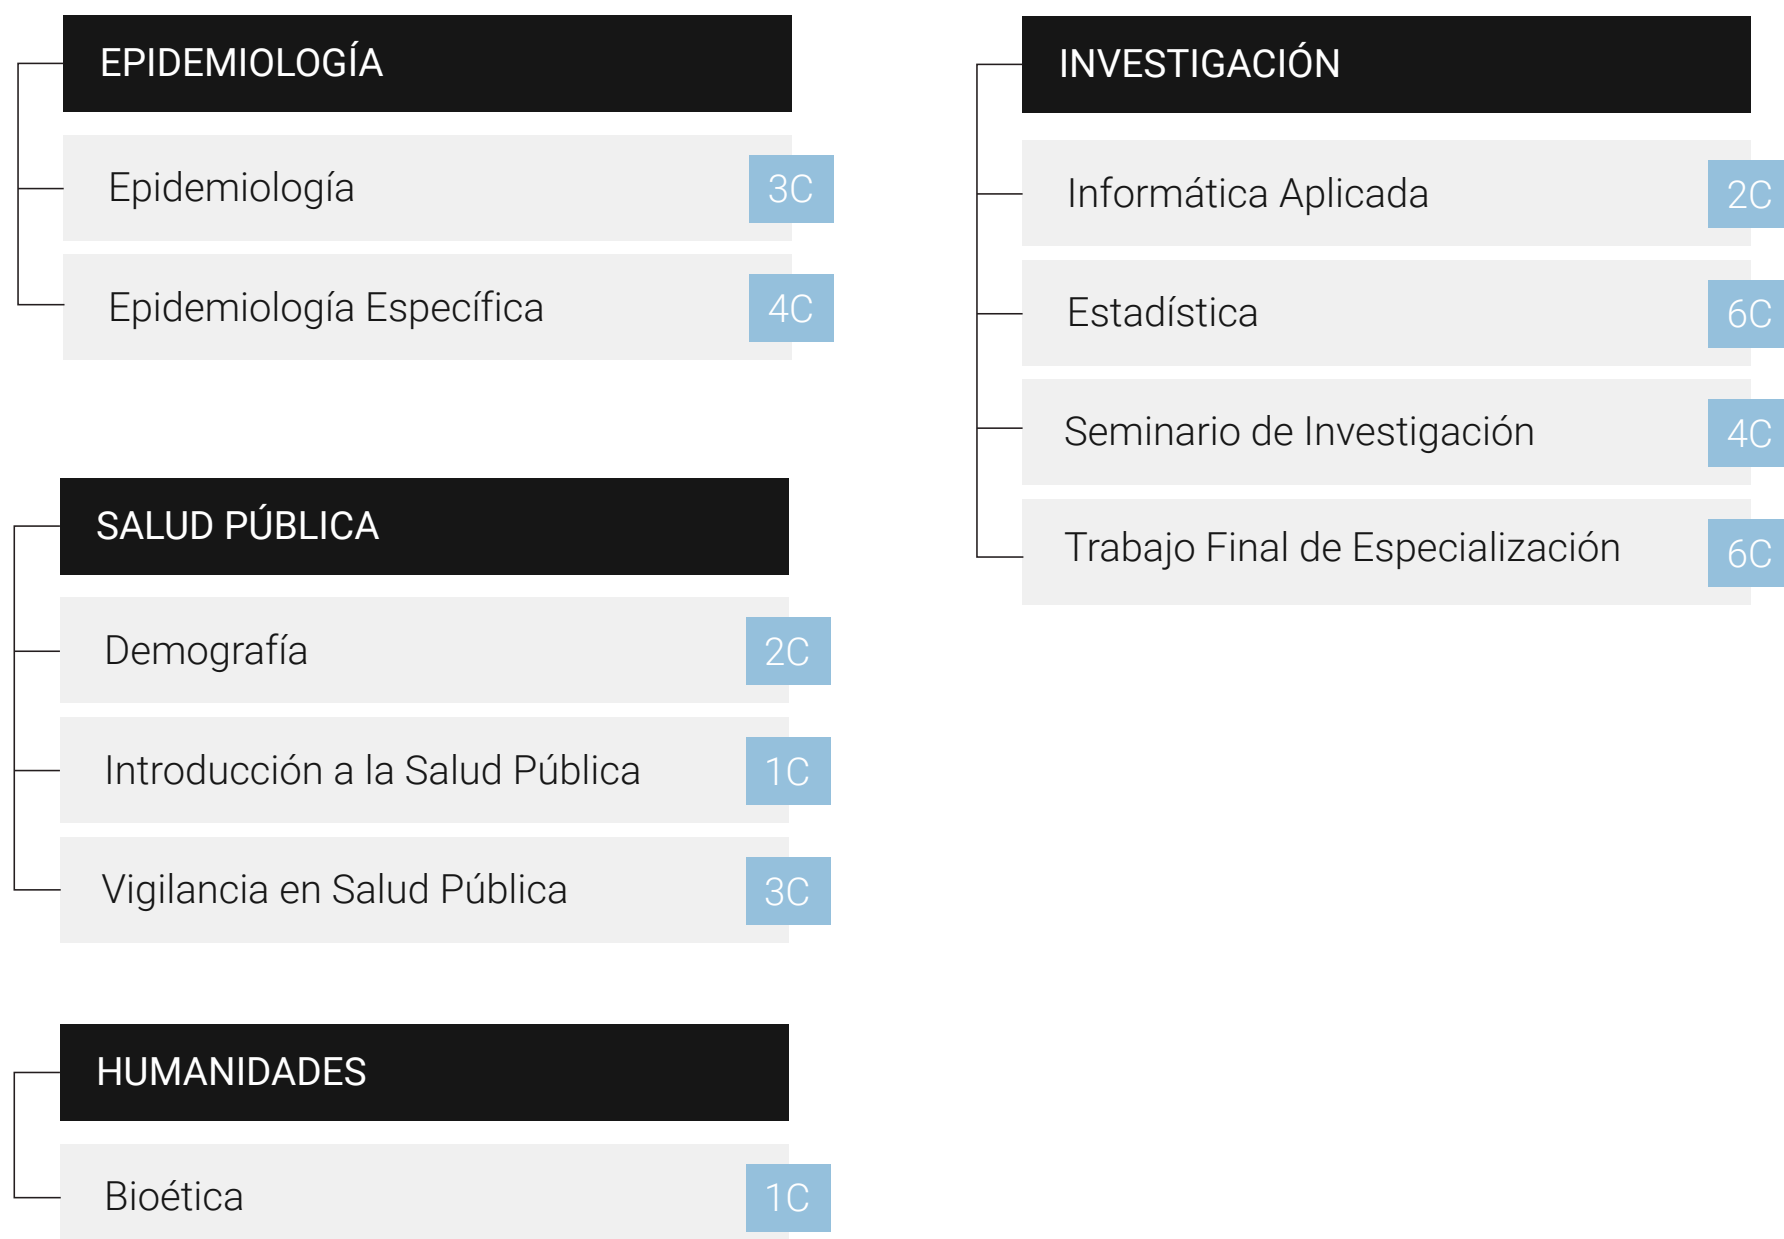 EPIDEMIOLOGÍA
Epidemiología 3C
Epidemiología Específica 4C
SALUD PÚBLICA
Demografía 2C
Introducción a la Salud Pública 1C
Vigilancia en Salud Pública 3C
HUMANIDADES
Bioética 1C
INVESTIGACIÓN
Informática Aplicada 2C
Estadística 6C
Seminario de Investigación 4C
Trabajo Final de Especialización 6C